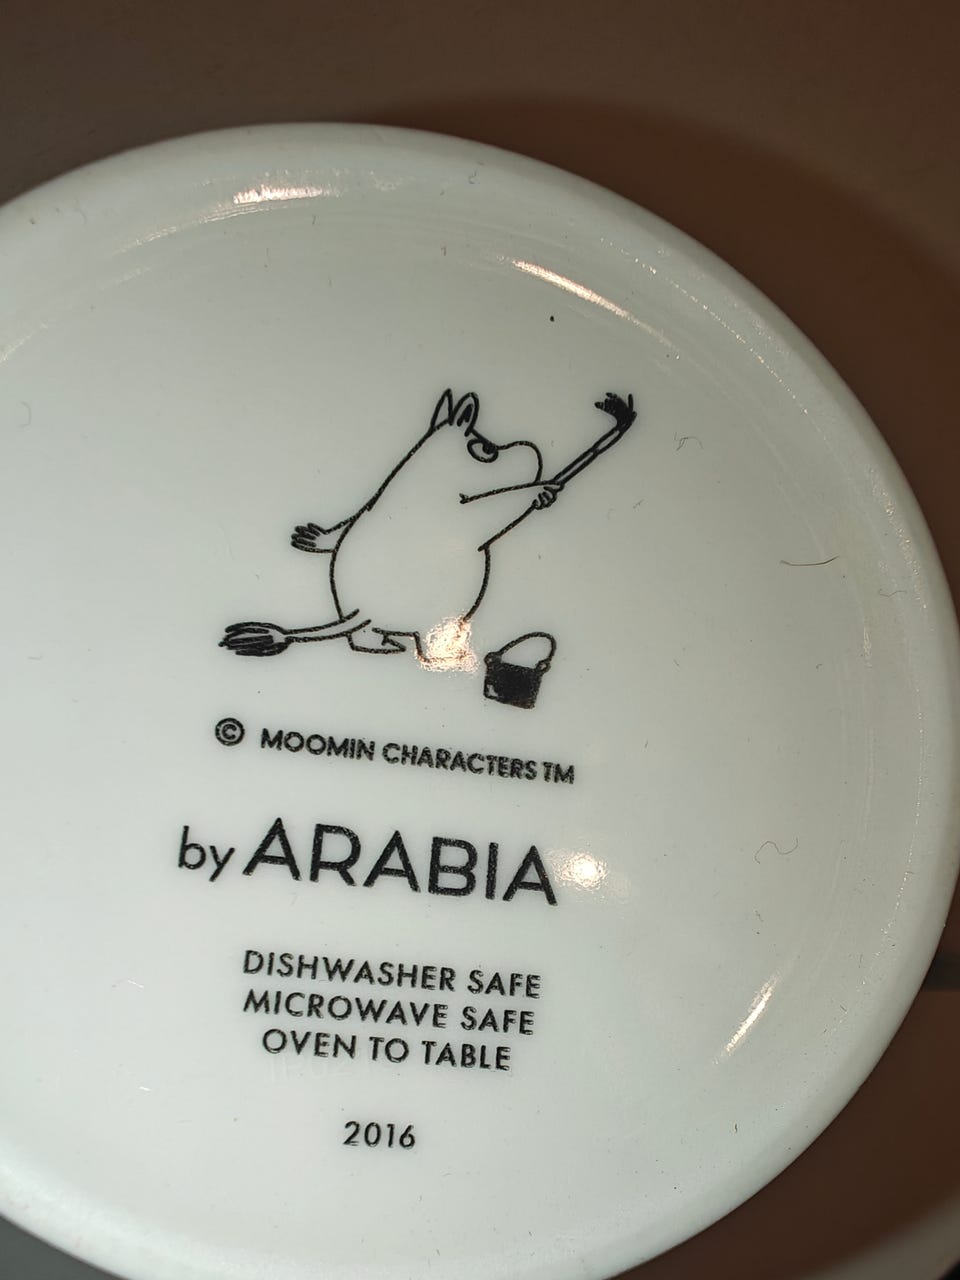 © MOOMIN CHARACTERS TM
by ARABIA
DISHWASHER SAFE
MICROWAVE SAFE
OVEN TO TABLE
2016